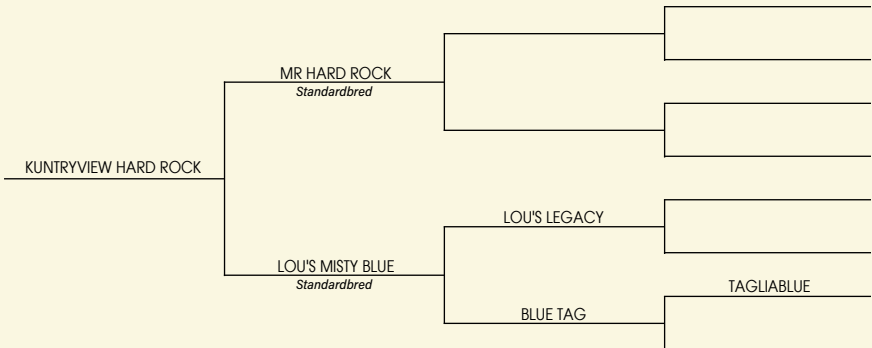 MR HARD ROCK
Standardbred
KUNTRYVIEW HARD ROCK
LOU'S LEGACY
LOU'S MISTY BLUE
Standardbred
TAGLIABLUE
BLUE TAG